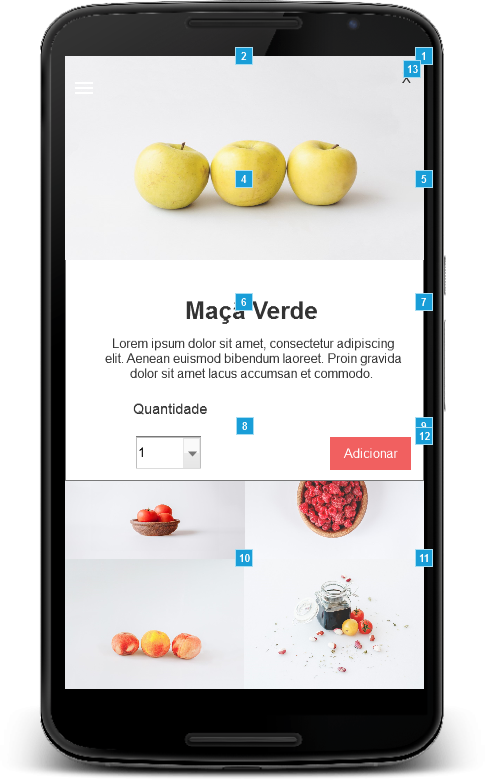 2
1
13
^
4
5
6
7
Maçã Verde
Lorem ipsum dolor sit amet, consectetur adipiscing
elit. Aenean euismod bibendum laoreet. Proin gravida
dolor sit amet lacus accumsan et commodo.
Quantidade
8
9
12
1
Adicionar
10
11